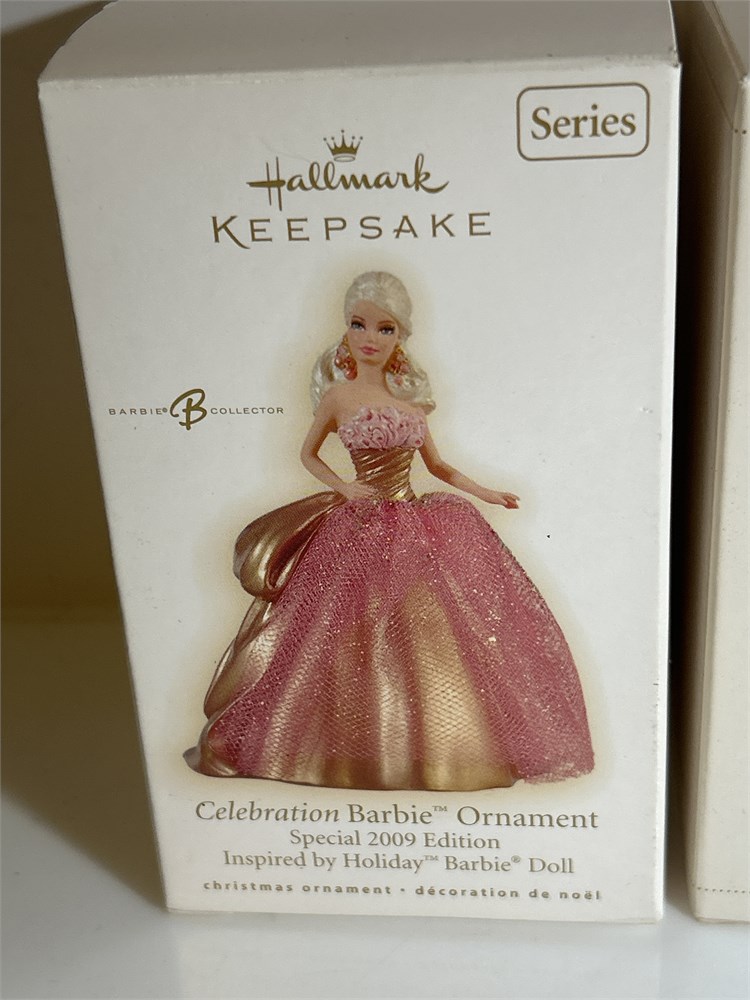 Series
Hallmark
KEEPSAKE
BARBIE® B COLLECTOR
Celebration Barbie™ Ornament
Special 2009 Edition
Inspired by Holiday™ Barbie® Doll
christmas ornament • décoration de noël